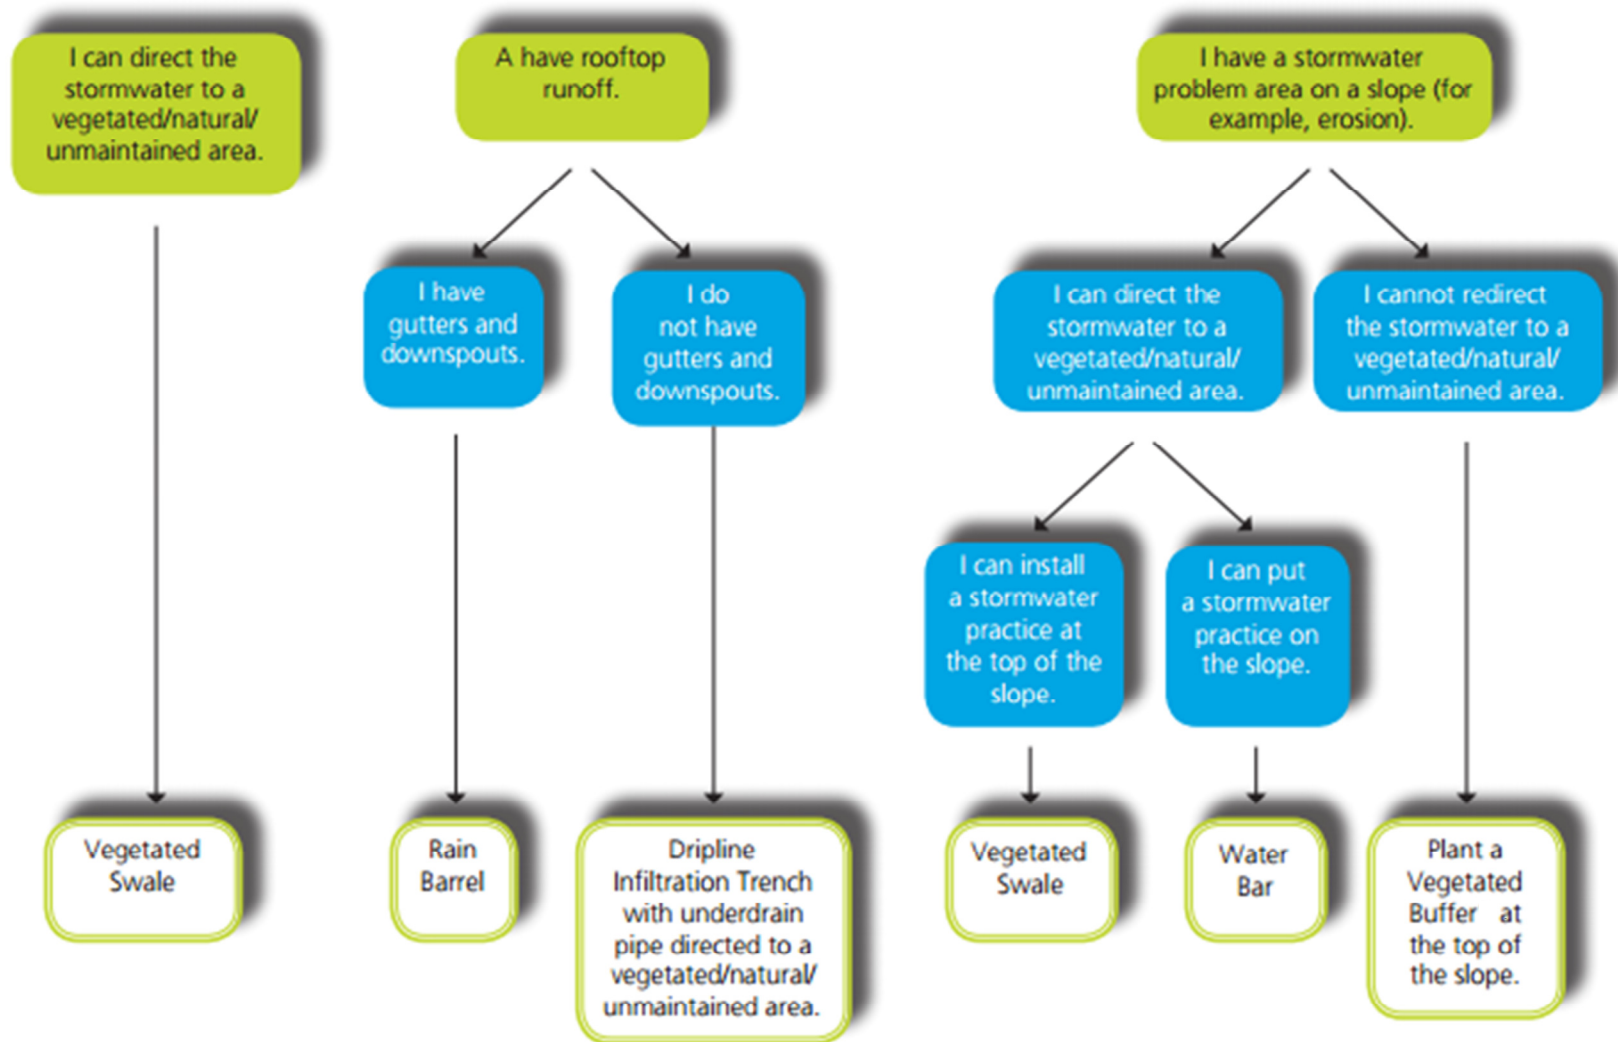 I can direct the
stormwater to a
vegetated/natural/
unmaintained area.
A have rooftop
runoff.
I have a stormwater
problem area on a slope (for
example, erosion).
I have
gutters and
downspouts.
I do
not have
gutters and
downspouts.
I can direct the
stormwater to a
vegetated/natural/
unmaintained area.
I cannot redirect
the stormwater to a
vegetated/natural/
unmaintained area.
I can install
a stormwater
practice at
the top of the
slope.
I can put
a stormwater
practice on
the slope.
Vegetated
Swale
Rain
Barrel
Dripline
Infiltration Trench
with underdrain
pipe directed to a
vegetated/natural/
unmaintained area.
Vegetated
Swale
Water
Bar
Plant a
Vegetated
Buffer at
the top of
the slope.